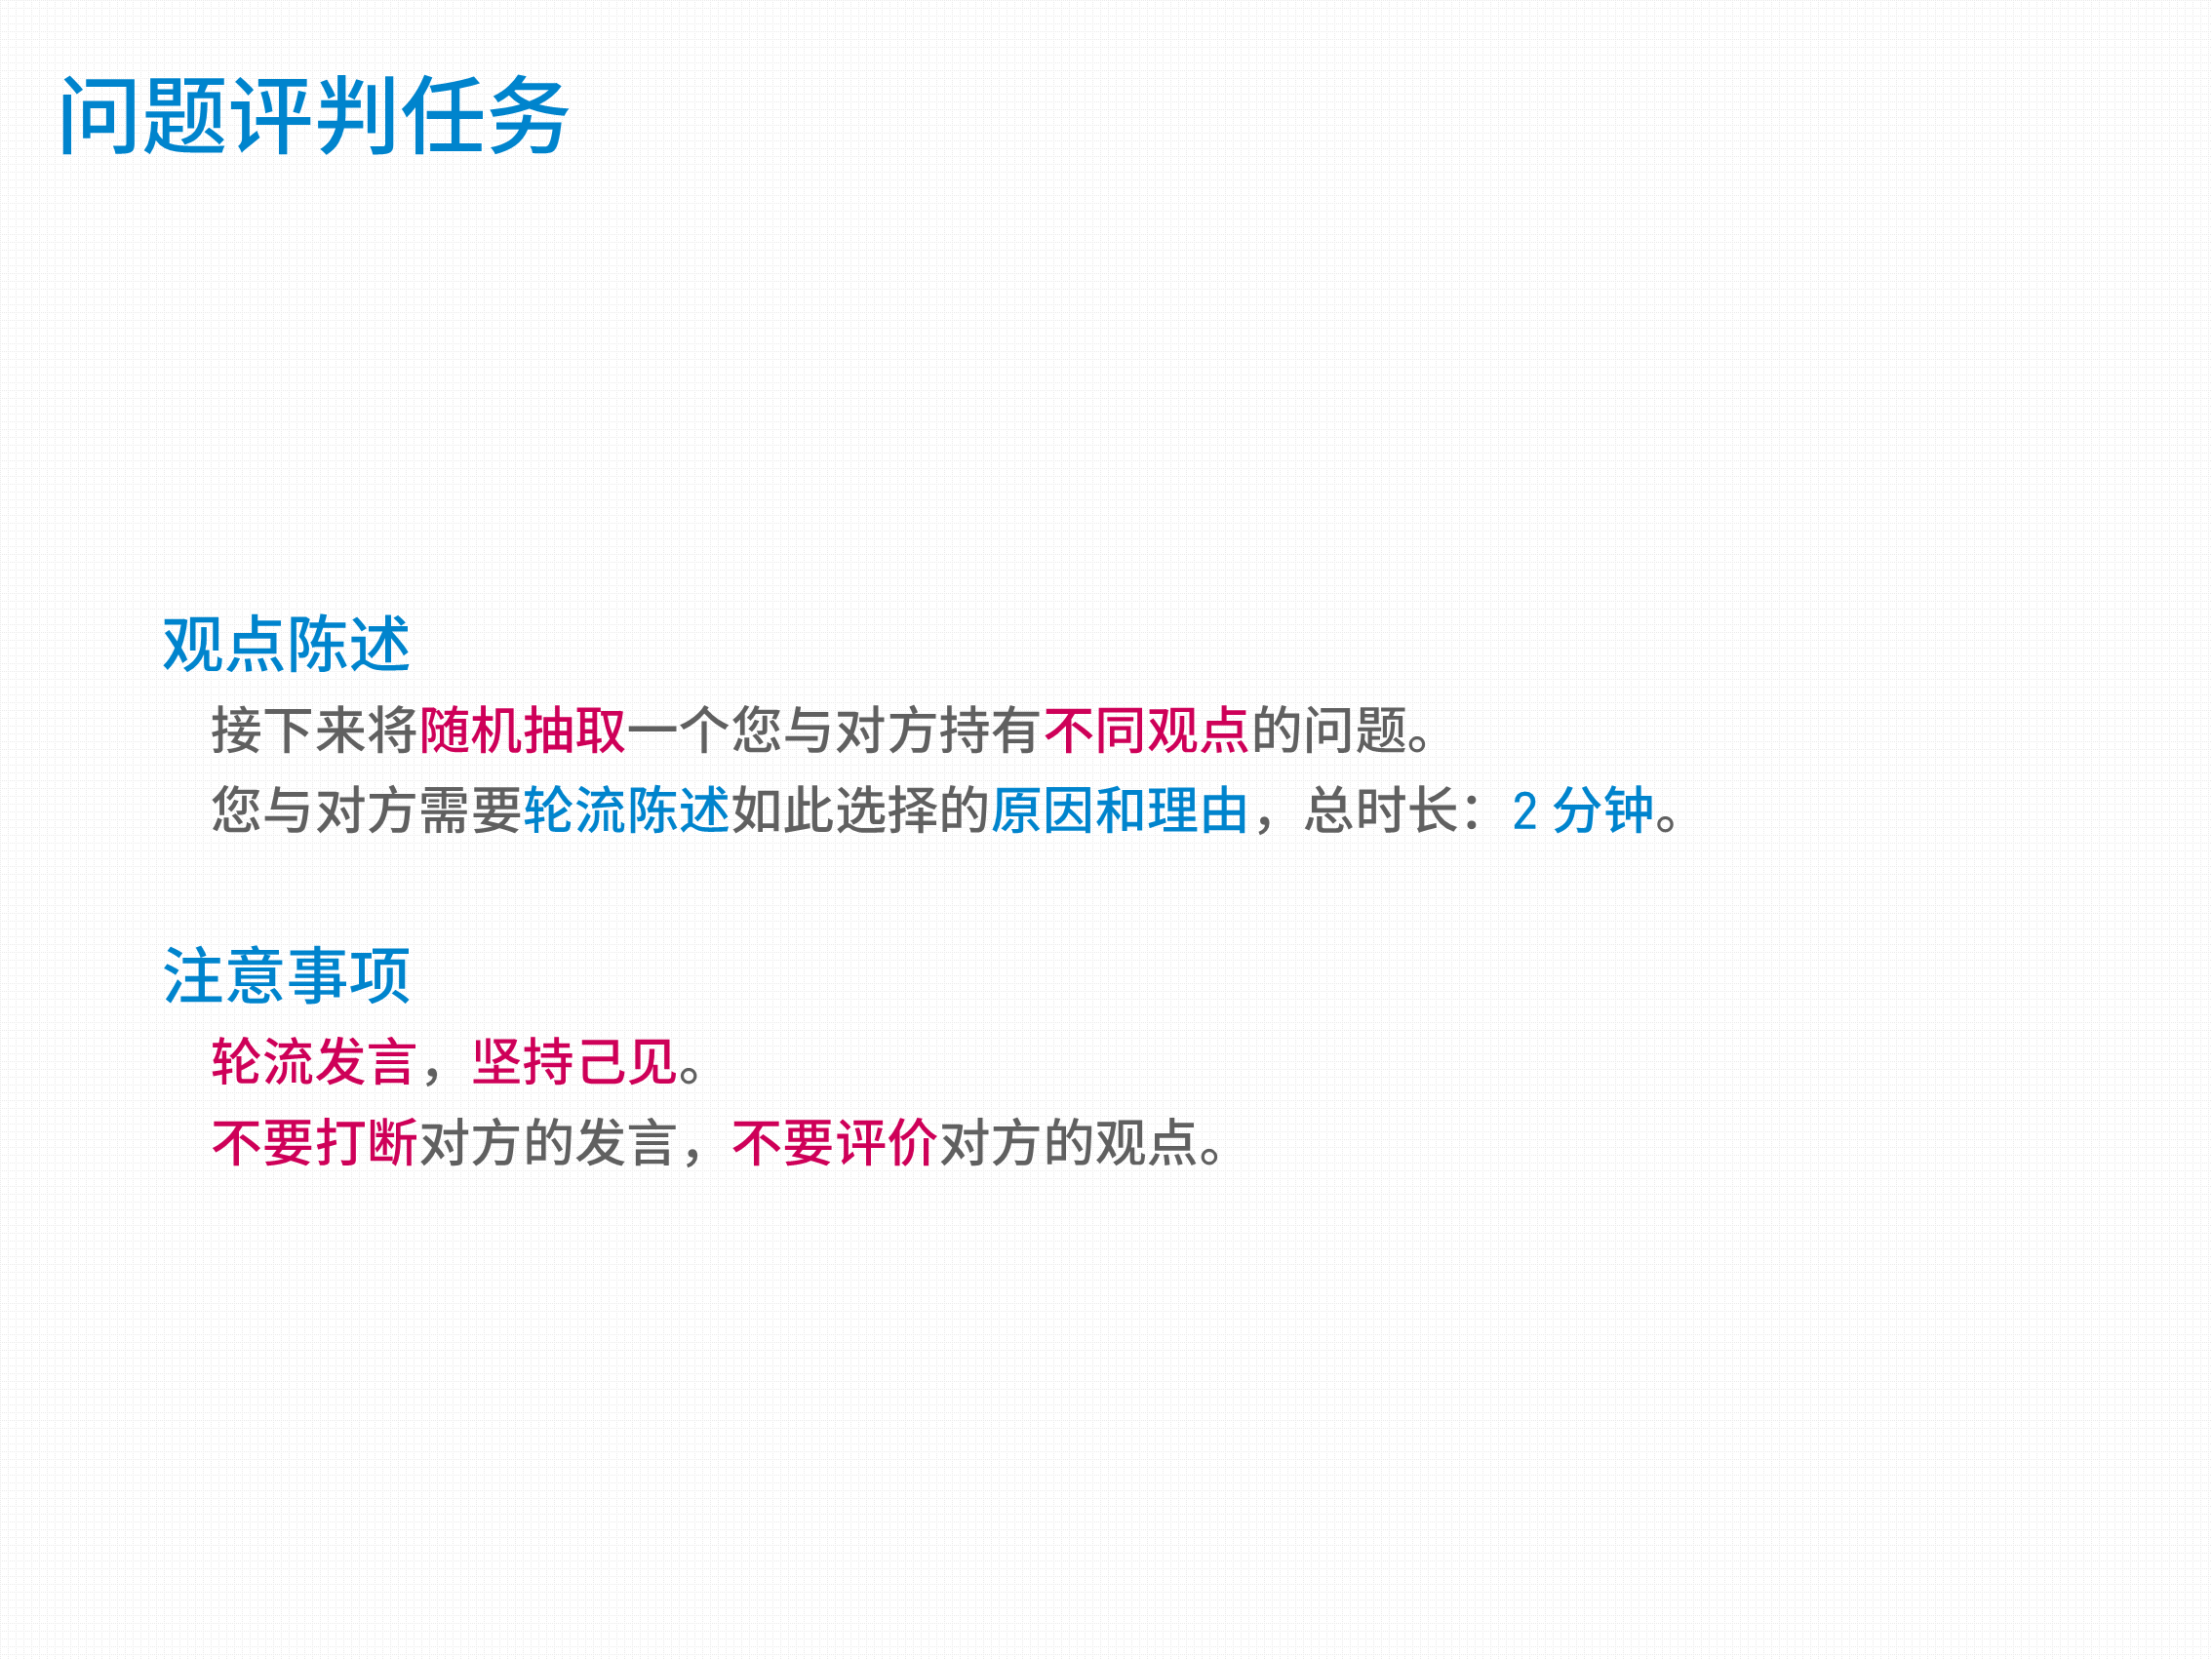 问题评判任务
观点陈述
接下来将随机抽取一个您与对方持有不同观点的问题。
您与对方需要轮流陈述如此选择的原因和理由，总时长：2 分钟。
注意事项
轮流发言，坚持己见。
不要打断对方的发言，不要评价对方的观点。